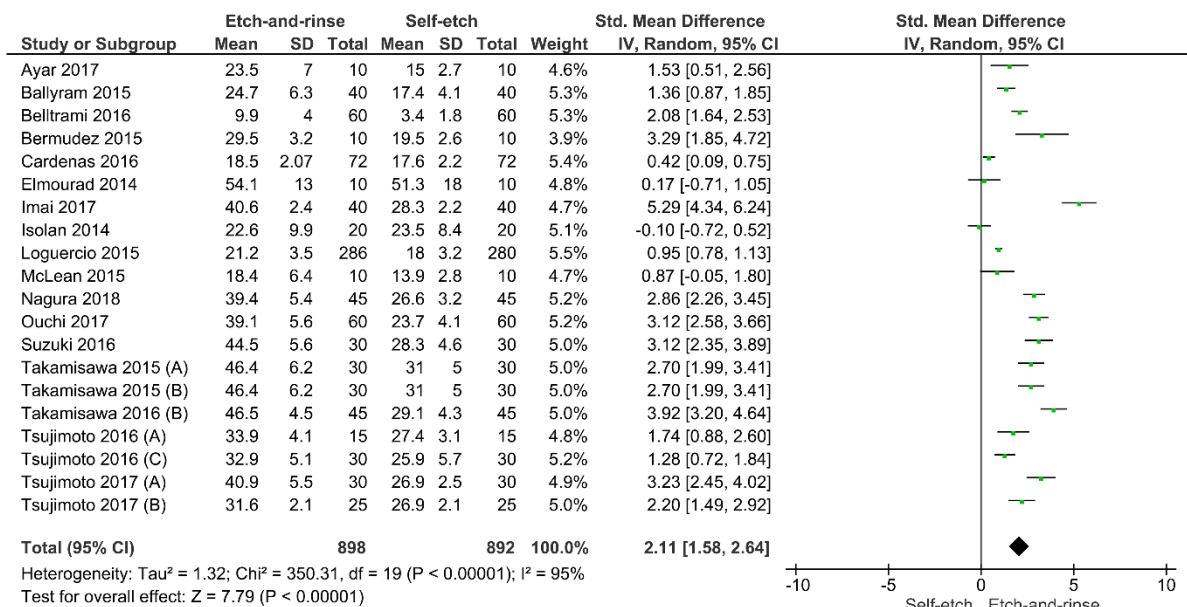 Etch-and-rinse Self-etch Std. Mean Difference Std. Mean Difference
Study or Subgroup Mean SD Total Mean SD Total Weight IV, Random, 95% CI IV, Random, 95% CI
Ayar 2017 23.5 7 10 15 2.7 10 4.6% 1.53 [0.51, 2.56]
Ballyram 2015 24.7 6.3 40 17.4 4.1 40 5.3% 1.36 [0.87, 1.85]
Belltrami 2016 9.9 4 60 3.4 1.8 60 5.3% 2.08 [1.64, 2.53]
Bermudez 2015 29.5 3.2 10 19.5 2.6 10 3.9% 3.29 [1.85, 4.72]
Cardenas 2016 18.5 2.07 72 17.6 2.2 72 5.4% 0.42 [0.09, 0.75]
Elmourad 2014 54.1 13 10 51.3 18 10 4.8% 0.17 [-0.71, 1.05]
Imai 2017 40.6 2.4 40 28.3 2.2 40 4.7% 5.29 [4.34, 6.24]
Isolan 2014 22.6 9.9 20 23.5 8.4 20 5.1% -0.10 [-0.72, 0.52]
Loguercio 2015 21.2 3.5 286 18 3.2 280 5.5% 0.95 [0.78, 1.13]
McLean 2015 18.4 6.4 10 13.9 2.8 10 4.7% 0.87 [-0.05, 1.80]
Nagura 2018 39.4 5.4 45 26.6 3.2 45 5.2% 2.86 [2.26, 3.45]
Ouchi 2017 39.1 5.6 60 23.7 4.1 60 5.2% 3.12 [2.58, 3.66]
Suzuki 2016 44.5 5.6 30 28.3 4.6 30 5.0% 3.12 [2.35, 3.89]
Takamisawa 2015 (A) 46.4 6.2 30 31 5 30 5.0% 2.70 [1.99, 3.41]
Takamisawa 2015 (B) 46.4 6.2 30 31 5 30 5.0% 2.70 [1.99, 3.41]
Takamisawa 2016 (B) 46.5 4.5 45 29.1 4.3 45 5.0% 3.92 [3.20, 4.64]
Tsujimoto 2016 (A) 33.9 4.1 15 27.4 3.1 15 4.8% 1.74 [0.88, 2.60]
Tsujimoto 2016 (C) 32.9 5.1 30 25.9 5.7 30 5.2% 1.28 [0.72, 1.84]
Tsujimoto 2017 (A) 40.9 5.5 30 26.9 2.5 30 4.9% 3.23 [2.45, 4.02]
Tsujimoto 2017 (B) 31.6 2.1 25 26.9 2.1 25 5.0% 2.20 [1.49, 2.92]
Total (95% CI) 898 892 100.0% 2.11 [1.58, 2.64]
Heterogeneity: Tau² = 1.32; Chi² = 350.31, df = 19 (P < 0.00001); I² = 95%
Test for overall effect: Z = 7.79 (P < 0.00001)
-10 -5 0 5 10
Self-etch Etch-and-rinse